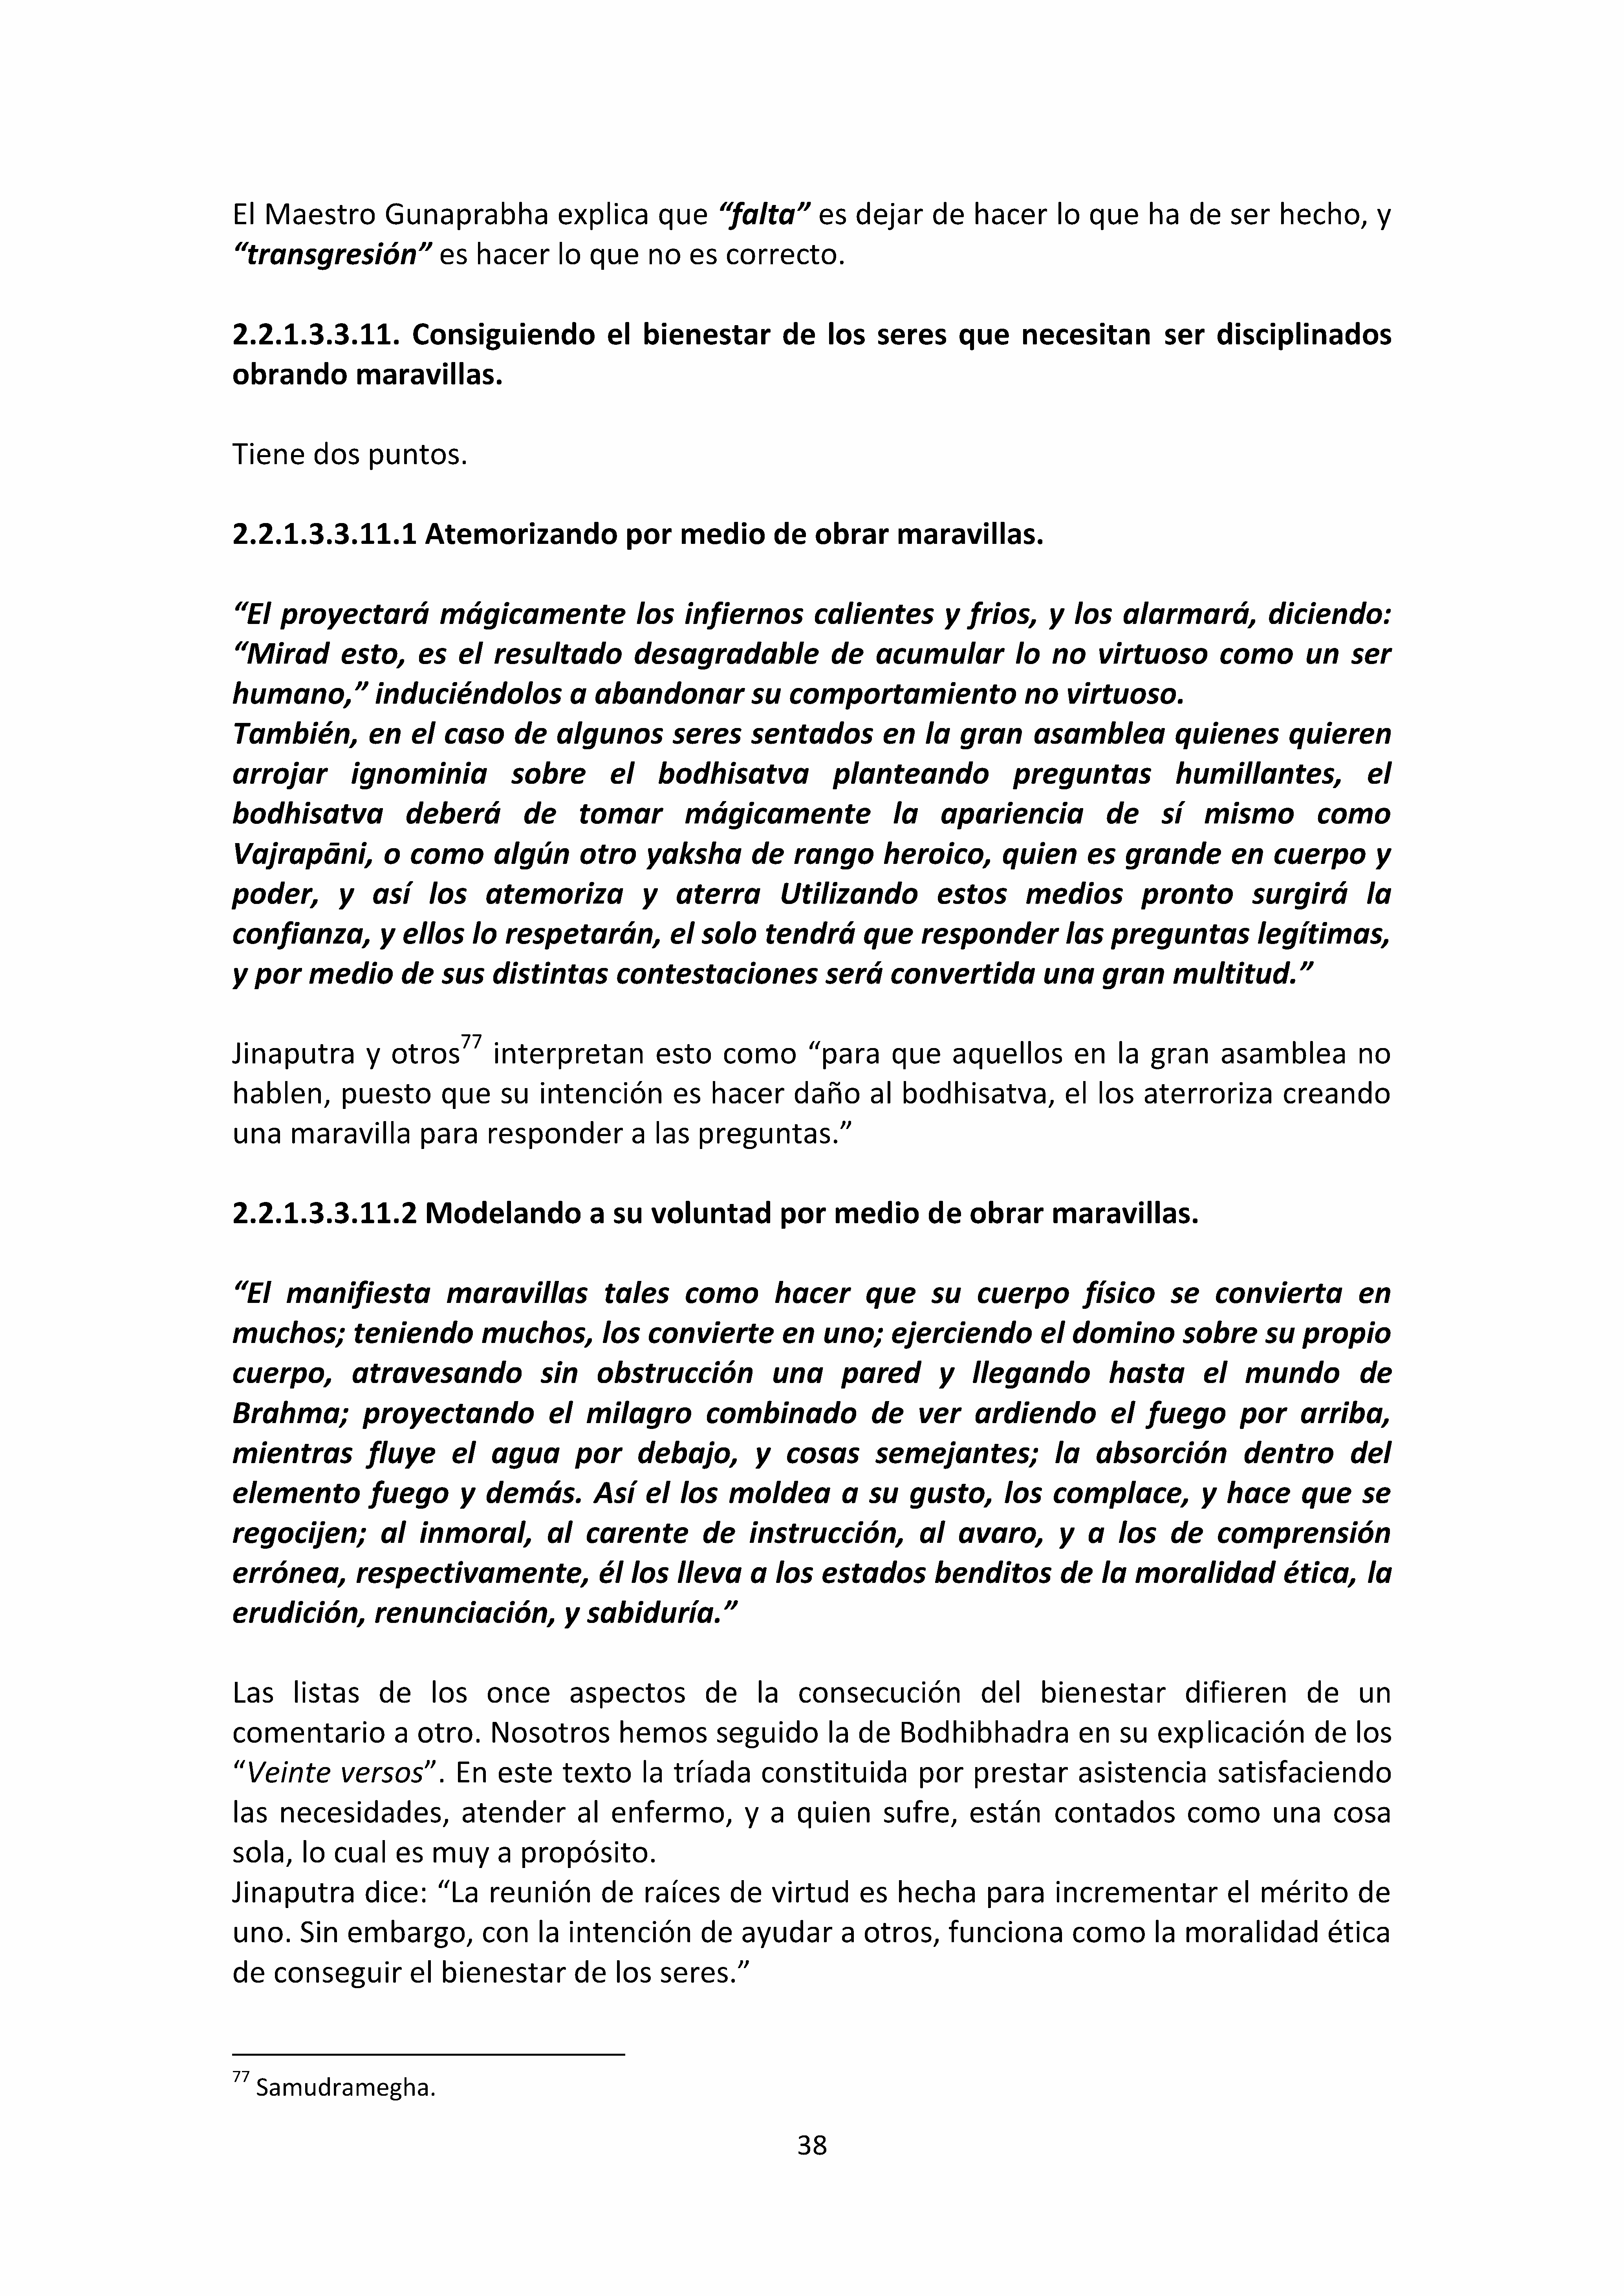 El Maestro Gunaprabha explica que “falta” es dejar de hacer lo que ha de ser hecho, y
“transgresión” es hacer lo que no es correcto.
2.2.1.3.3.11. Consiguiendo el bienestar de los seres que necesitan ser disciplinados
obrando maravillas.
Tiene dos puntos.
2.2.1.3.3.11.1 Atemorizando por medio de obrar maravillas.
“El proyectará mágicamente los infiernos calientes y frios, y los alarmará, diciendo:
“Mirad esto, es el resultado desagradable de acumular lo no virtuoso como un ser
humano,” induciéndolos a abandonar su comportamiento no virtuoso.
También, en el caso de algunos seres sentados en la gran asamblea quienes quieren
arrojar ignominia sobre el bodhisatva planteando preguntas humillantes, el
bodhisatva deberá de tomar mágicamente la apariencia de sí mismo como
Vajrapāni, o como algún otro yaksha de rango heroico, quien es grande en cuerpo y
poder, y así los atemoriza y aterra Utilizando estos medios pronto surgirá la
confianza, y ellos lo respetarán, el solo tendrá que responder las preguntas legítimas,
y por medio de sus distintas contestaciones será convertida una gran multitud.”
Jinaputra y otros77 interpretan esto como “para que aquellos en la gran asamblea no
hablen, puesto que su intención es hacer daño al bodhisatva, el los aterroriza creando
una maravilla para responder a las preguntas.”
2.2.1.3.3.11.2 Modelando a su voluntad por medio de obrar maravillas.
“El manifiesta maravillas tales como hacer que su cuerpo físico se convierta en
muchos; teniendo muchos, los convierte en uno; ejerciendo el domino sobre su propio
cuerpo, atravesando sin obstrucción una pared y llegando hasta el mundo de
Brahma; proyectando el milagro combinado de ver ardiendo el fuego por arriba,
mientras fluye el agua por debajo, y cosas semejantes; la absorción dentro del
elemento fuego y demás. Así el los moldea a su gusto, los complace, y hace que se
regocijen; al inmoral, al carente de instrucción, al avaro, y a los de comprensión
errónea, respectivamente, él los lleva a los estados benditos de la moralidad ética, la
erudición, renunciación, y sabiduría.”
Las listas de los once aspectos de la consecución del bienestar difieren de un
comentario a otro. Nosotros hemos seguido la de Bodhibhadra en su explicación de los
“Veinte versos”. En este texto la tríada constituida por prestar asistencia satisfaciendo
las necesidades, atender al enfermo, y a quien sufre, están contados como una cosa
sola, lo cual es muy a propósito.
Jinaputra dice: “La reunión de raíces de virtud es hecha para incrementar el mérito de
uno. Sin embargo, con la intención de ayudar a otros, funciona como la moralidad ética
de conseguir el bienestar de los seres.”
77 Samudramegha.
38